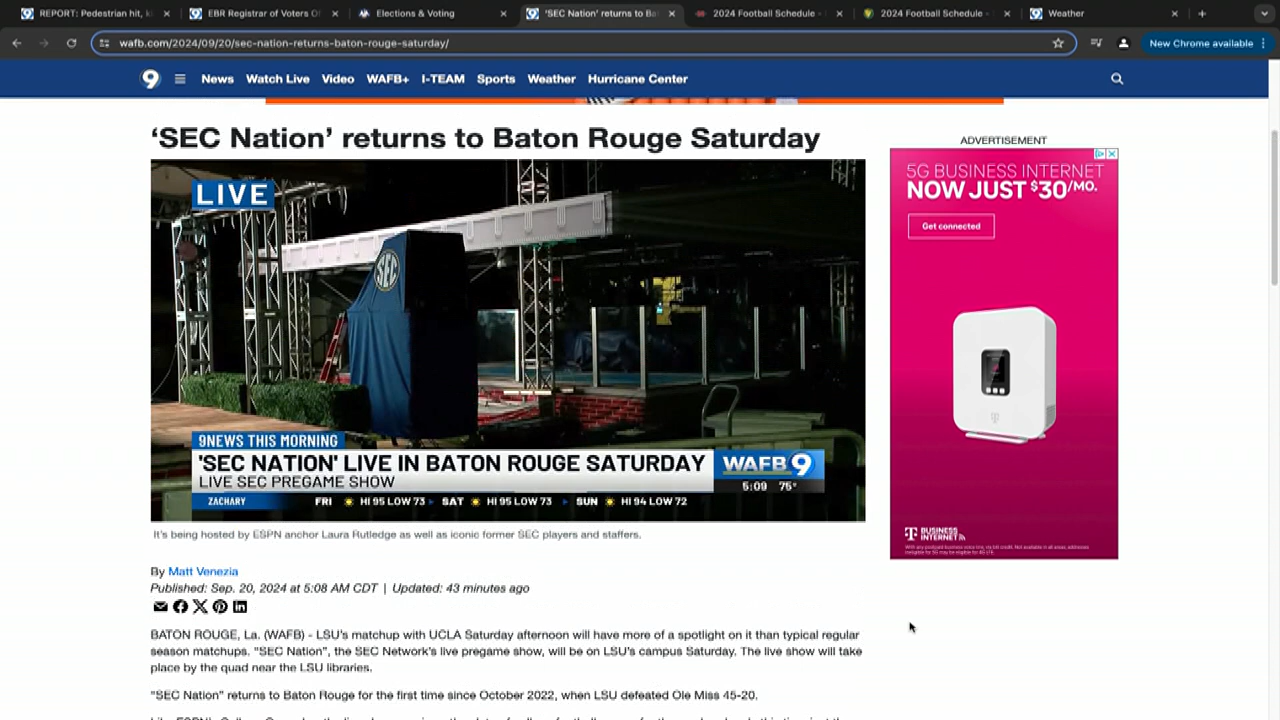 REPORT: Pedestrian hit, k
EBR Registrar of Voters Of
Elections & Voting
'SEC Nation' returns to Ba
2024 Football Schedule -
2024 Football Schedule -
Weather
wafb.com/2024/09/20/sec-nation-returns-baton-rouge-saturday/
New Chrome available
9
News
Watch Live
Video
WAFB+
I-TEAM
Sports
Weather
Hurricane Center
'SEC Nation' returns to Baton Rouge Saturday
LIVE
SEC
9NEWS THIS MORNING
'SEC NATION' LIVE IN BATON ROUGE SATURDAY
LIVE SEC PREGAME SHOW
WAFB 9
5:09 75°
ZACHARY FRI HI 95 LOW 73 SAT HI 95 LOW 73 SUN HI 94 LOW 72
It's being hosted by ESPN anchor Laura Rutledge as well as iconic former SEC players and staffers.
By Matt Venezia
Published: Sep. 20, 2024 at 5:08 AM CDT | Updated: 43 minutes ago
BATON ROUGE, La. (WAFB) - LSU's matchup with UCLA Saturday afternoon will have more of a spotlight on it than typical regular
season matchups. "SEC Nation", the SEC Network's live pregame show, will be on LSU's campus Saturday. The live show will take
place by the quad near the LSU libraries.
"SEC Nation" returns to Baton Rouge for the first time since October 2022, when LSU defeated Ole Miss 45-20.
ADVERTISEMENT
5G BUSINESS INTERNET
NOW JUST $30/MO.
Get connected
T BUSINESS
INTERNET